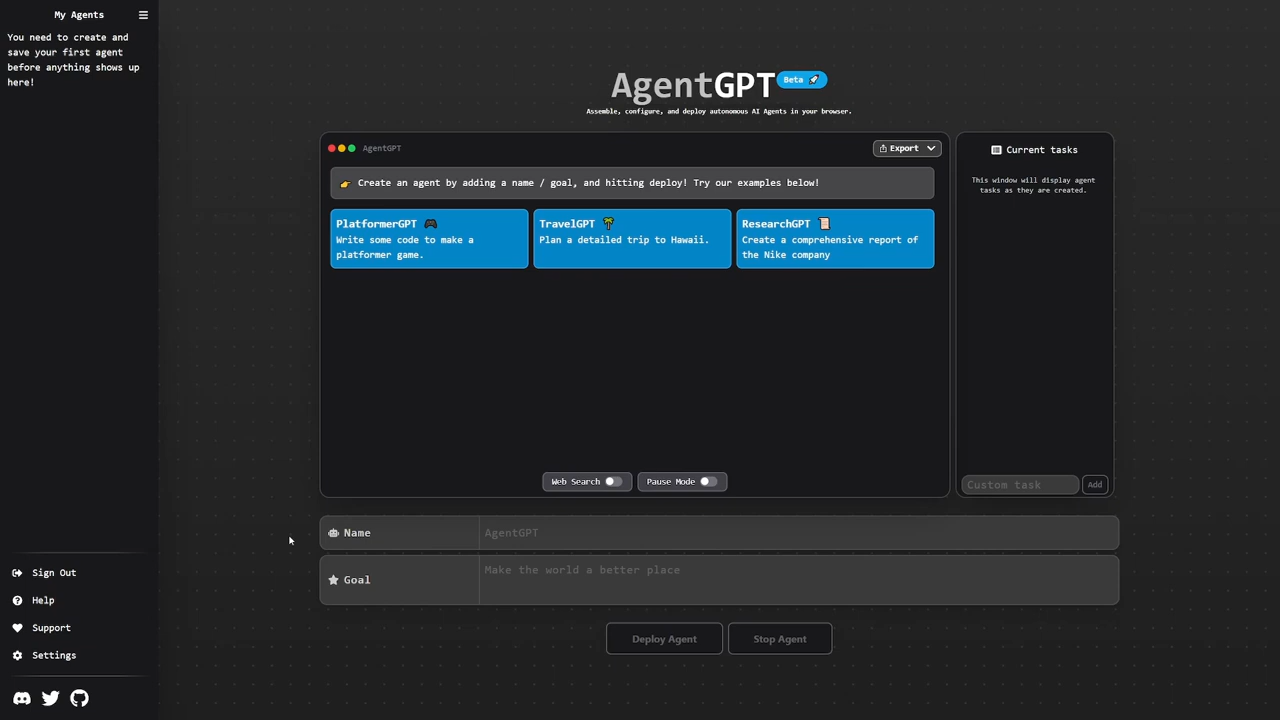 My Agents
You need to create and
save your first agent
before anything shows up
here!
Sign Out
Help
Support
Settings
AgentGPT
Beta
Assemble, configure, and deploy autonomous AI Agents in your browser.
AgentGPT
Export
Create an agent by adding a name / goal, and hitting deploy! Try our examples below!
PlatformerGPT
Write some code to make a
platformer game.
TravelGPT
Plan a detailed trip to Hawaii.
ResearchGPT
Create a comprehensive report of
the Nike company
Web Search
Pause Mode
Current tasks
This window will display agent
tasks as they are created.
Custom task
Add
Name
AgentGPT
Goal
Make the world a better place
Deploy Agent
Stop Agent